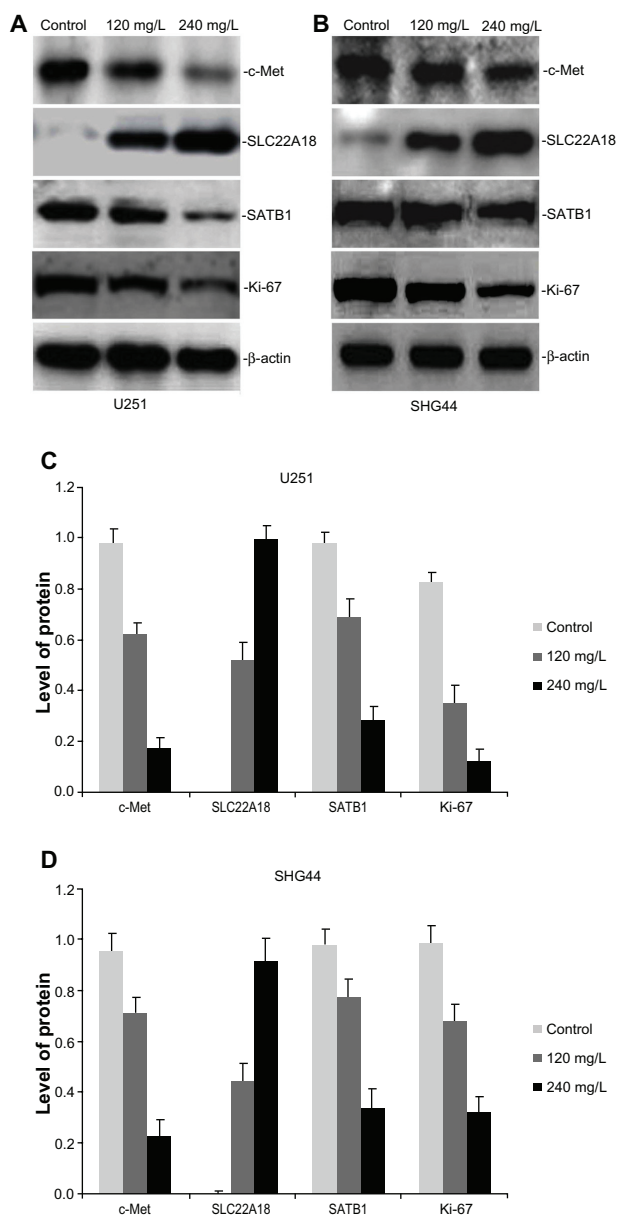 A Control 120 mg/L 240 mg/L
-c-Met
-SLC22A18
-SATB1
-Ki-67
-β-actin
U251
B Control 120 mg/L 240 mg/L
-c-Met
-SLC22A18
-SATB1
-Ki-67
-β-actin
SHG44
C
U251
Level of protein
1.2
1.0
0.8
0.6
0.4
0.2
0.0
c-Met SLC22A18 SATB1 Ki-67
Control
120 mg/L
240 mg/L
D
SHG44
Level of protein
1.2
1.0
0.8
0.6
0.4
0.2
0.0
c-Met SLC22A18 SATB1 Ki-67
Control
120 mg/L
240 mg/L